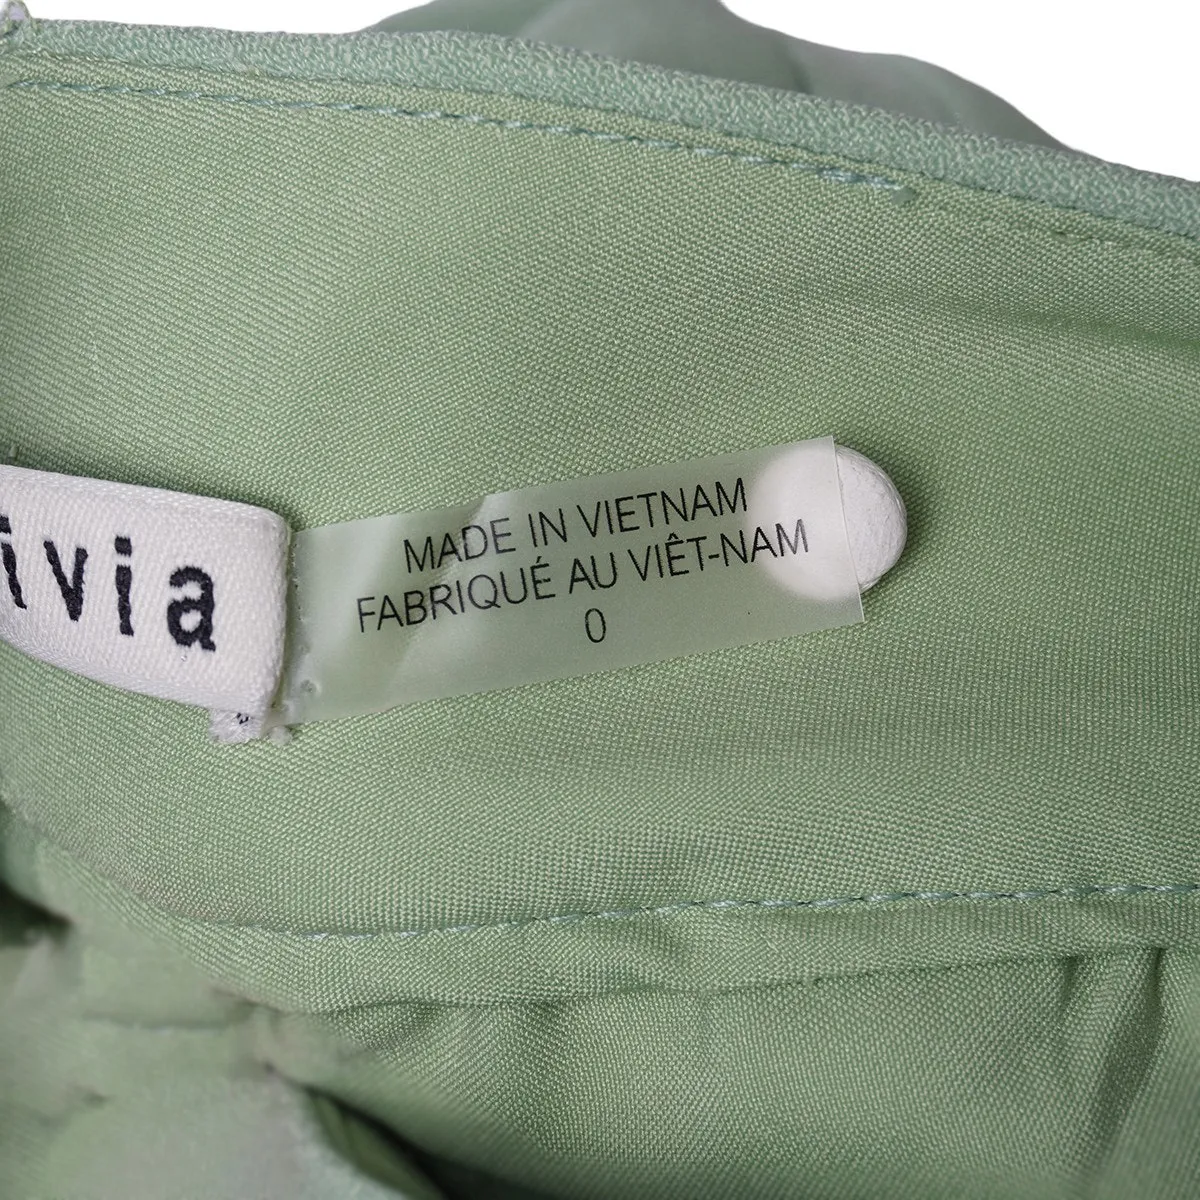 ivia
MADE IN VIETNAM
FABRIQUÉ AU VIÊT-NAM
0